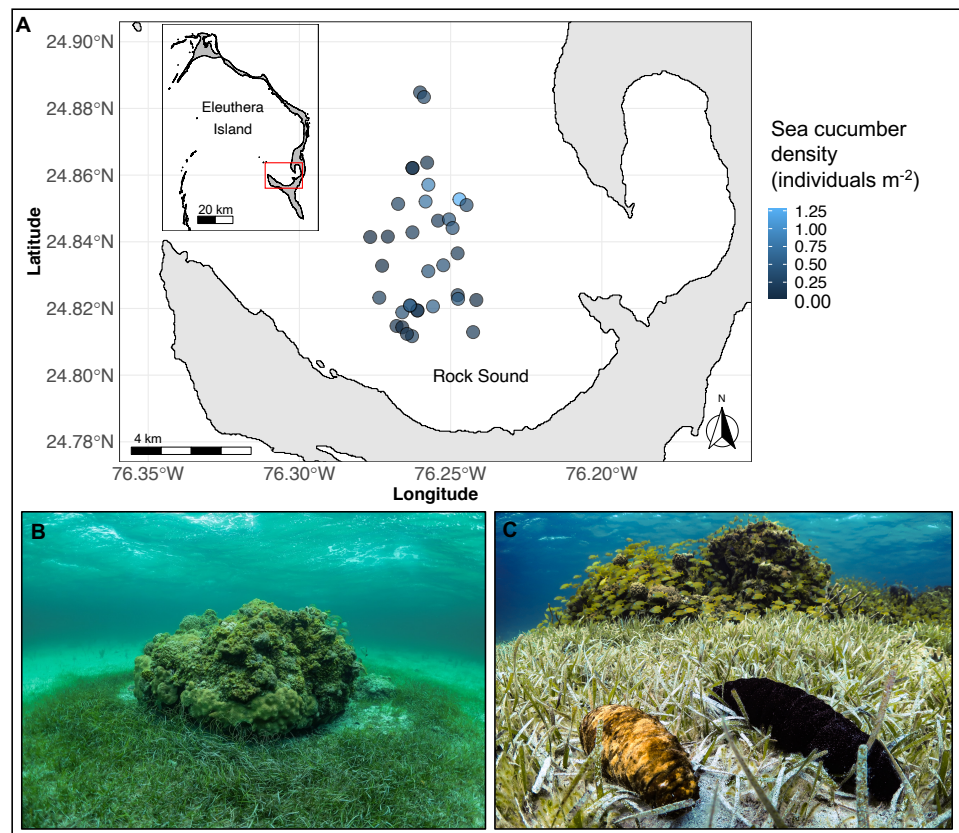 A
24.90°N
24.88°N
24.86°N
24.84°N
24.82°N
24.80°N
24.78°N
Latitude
Eleuthera
Island
20 km
Rock Sound
N
4 km
76.35°W
76.30°W
76.25°W
76.20°W
Longitude
Sea cucumber
density
(individuals m⁻²)
1.25
1.00
0.75
0.50
0.25
0.00
B
C